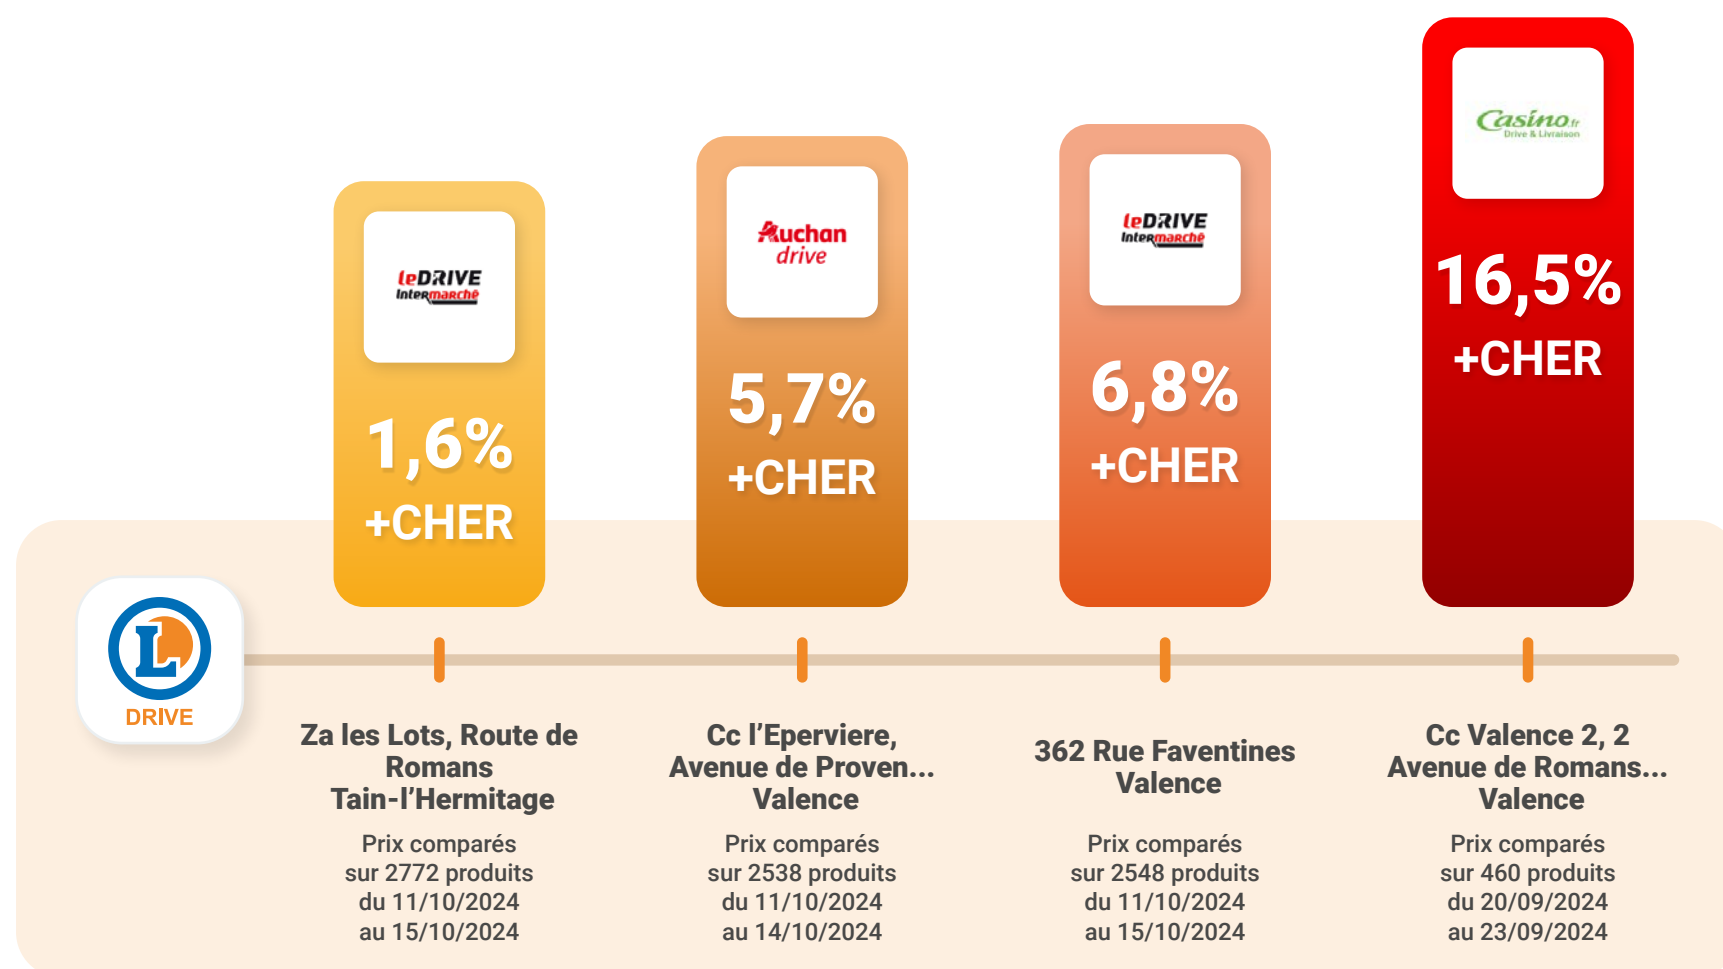 leDRIVE
Intermarché
1,6%
+CHER
Auchan
drive
5,7%
+CHER
leDRIVE
Intermarché
6,8%
+CHER
Casino.fr
Drive & Livraison
16,5%
+CHER
L
DRIVE
Za les Lots, Route de
Romans
Tain-l'Hermitage
Prix comparés
sur 2772 produits
du 11/10/2024
au 15/10/2024
Cc l'Eperviere,
Avenue de Proven...
Valence
Prix comparés
sur 2538 produits
du 11/10/2024
au 14/10/2024
362 Rue Faventines
Valence
Prix comparés
sur 2548 produits
du 11/10/2024
au 15/10/2024
Cc Valence 2, 2
Avenue de Romans...
Valence
Prix comparés
sur 460 produits
du 20/09/2024
au 23/09/2024